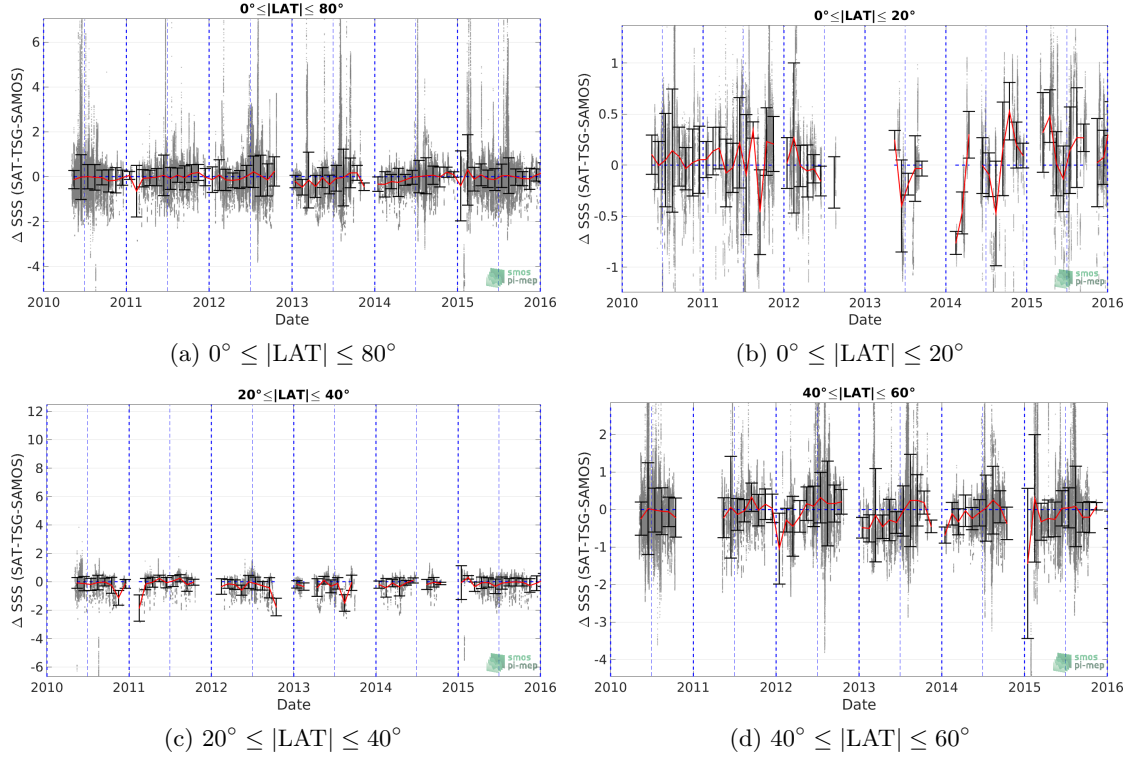 0°≤|LAT|≤ 80°
Δ SSS (SAT-TSG-SAMOS)
6
4
2
0
-2
-4
2010 2011 2012 2013 2014 2015 2016
Date
smos
pi-mep
(a) 0° ≤ |LAT| ≤ 80°
0°≤|LAT|≤ 20°
Δ SSS (SAT-TSG-SAMOS)
1
0.5
0
-0.5
-1
2010 2011 2012 2013 2014 2015 2016
Date
smos
pi-mep
(b) 0° ≤ |LAT| ≤ 20°
20°≤|LAT|≤ 40°
Δ SSS (SAT-TSG-SAMOS)
12
10
8
6
4
2
0
-2
-4
-6
2010 2011 2012 2013 2014 2015 2016
Date
smos
pi-mep
(c) 20° ≤ |LAT| ≤ 40°
40°≤|LAT|≤ 60°
Δ SSS (SAT-TSG-SAMOS)
2
1
0
-1
-2
-3
-4
2010 2011 2012 2013 2014 2015 2016
Date
smos
pi-mep
(d) 40° ≤ |LAT| ≤ 60°